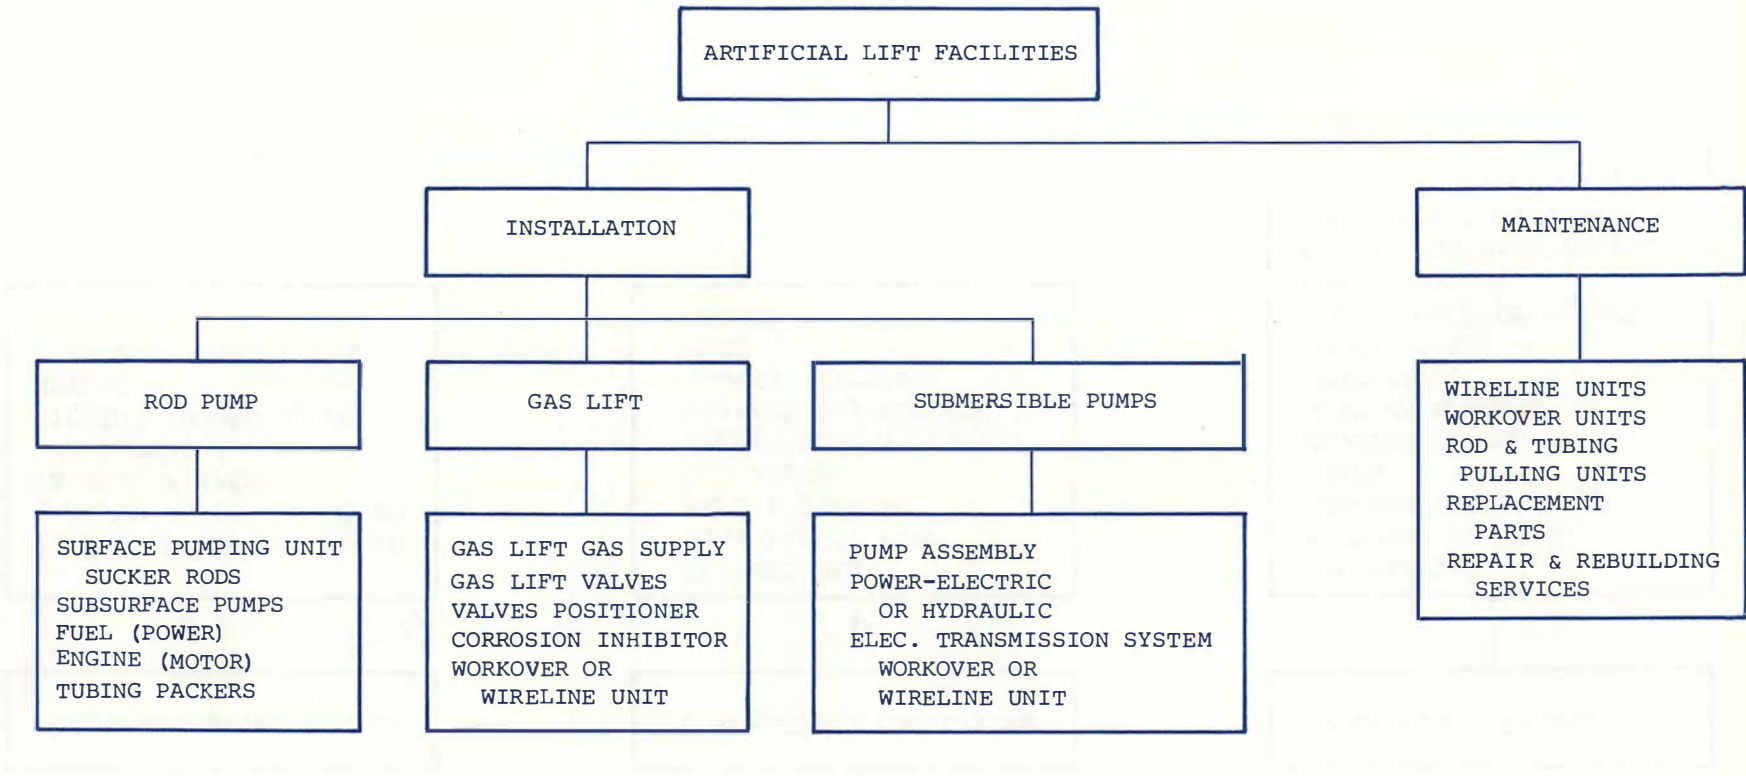 ARTIFICIAL LIFT FACILITIES
INSTALLATION
MAINTENANCE
ROD PUMP
GAS LIFT
SUBMERSIBLE PUMPS
SURFACE PUMPING UNIT
SUCKER RODS
SUBSURFACE PUMPS
FUEL (POWER)
ENGINE (MOTOR)
TUBING PACKERS
GAS LIFT GAS SUPPLY
GAS LIFT VALVES
VALVES POSITIONER
CORROSION INHIBITOR
WORKOVER OR
WIRELINE UNIT
PUMP ASSEMBLY
POWER-ELECTRIC
OR HYDRAULIC
ELEC. TRANSMISSION SYSTEM
WORKOVER OR
WIRELINE UNIT
WIRELINE UNITS
WORKOVER UNITS
ROD & TUBING
PULLING UNITS
REPLACEMENT
PARTS
REPAIR & REBUILDING
SERVICES